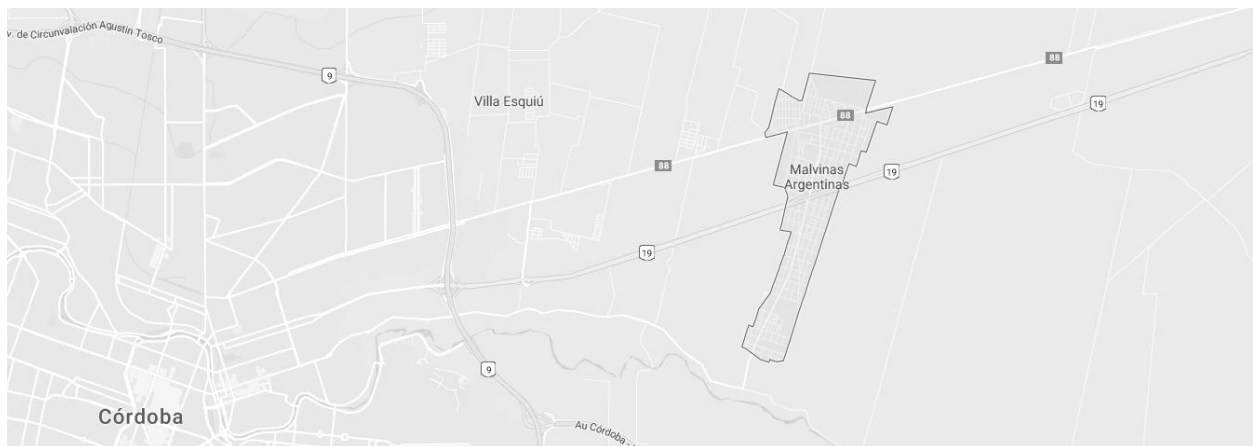 v. de Circunvalación Agustín Tosco
9
88
88
19
Villa Esquiú
88
Malvinas
Argentinas
19
19
9
Córdoba
Au Córdoba -